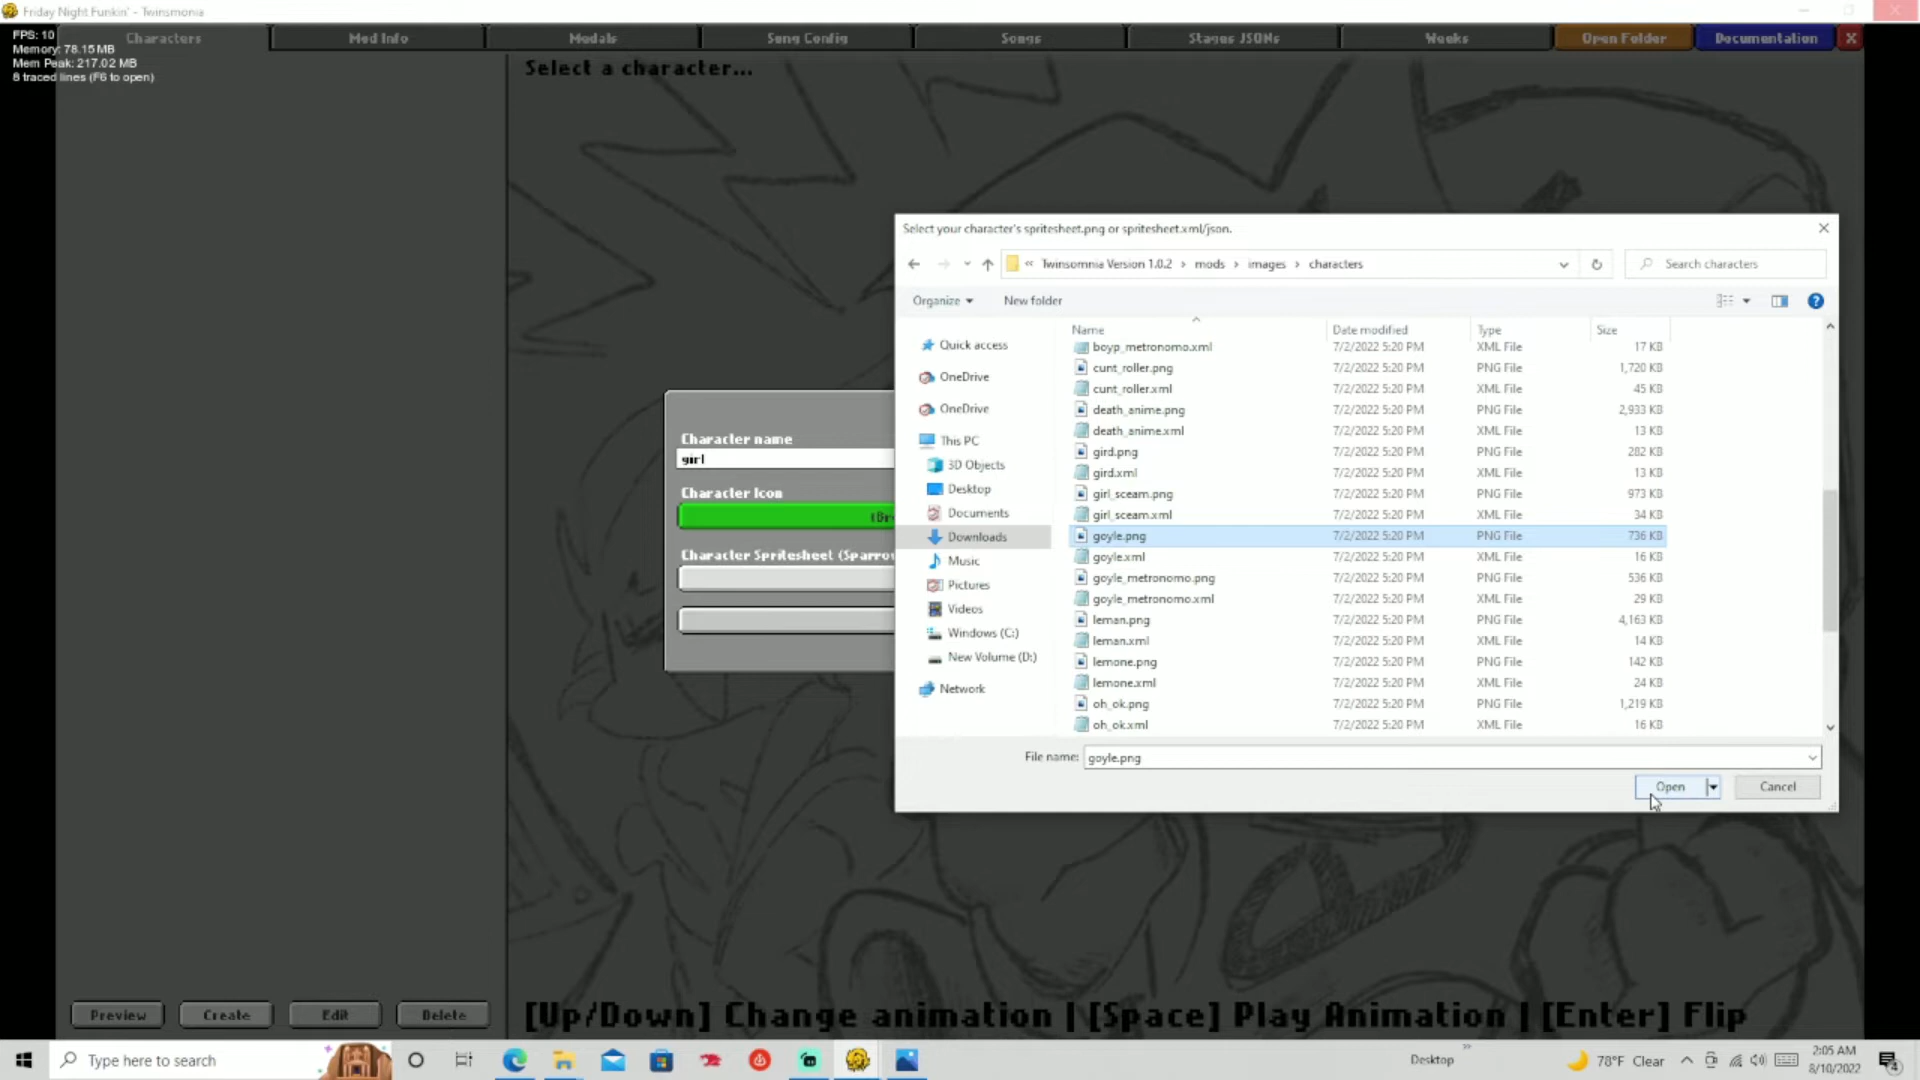 Friday Night Funkin' - Twinsmonia
FPS: 10
Memory: 78.15 MB
Mem Peak: 217.02 MB
8 traced lines (F6 to open)
Characters
Mod Info
Medals
Song Config
Songs
Stages JSONs
Weeks
Open Folder
Documentation
X
Select a character...
Select your character's spritesheet.png or spritesheet.xml/json.
« Twinsomnia Version 1.0.2 > mods > images > characters
Search characters
Organize
New folder
Name Date modified Type Size
boyp_metronomo.xml 7/2/2022 5:20 PM XML File 17 KB
cunt_roller.png 7/2/2022 5:20 PM PNG File 1,720 KB
cunt_roller.xml 7/2/2022 5:20 PM XML File 45 KB
death_anime.png 7/2/2022 5:20 PM PNG File 2,933 KB
death_anime.xml 7/2/2022 5:20 PM XML File 13 KB
gird.png 7/2/2022 5:20 PM PNG File 282 KB
gird.xml 7/2/2022 5:20 PM XML File 13 KB
girl_sceam.png 7/2/2022 5:20 PM PNG File 973 KB
girl_sceam.xml 7/2/2022 5:20 PM XML File 34 KB
goyle.png 7/2/2022 5:20 PM PNG File 736 KB
goyle.xml 7/2/2022 5:20 PM XML File 16 KB
goyle_metronomo.png 7/2/2022 5:20 PM PNG File 536 KB
goyle_metronomo.xml 7/2/2022 5:20 PM XML File 29 KB
leman.png 7/2/2022 5:20 PM PNG File 4,163 KB
leman.xml 7/2/2022 5:20 PM XML File 14 KB
lemone.png 7/2/2022 5:20 PM PNG File 142 KB
lemone.xml 7/2/2022 5:20 PM XML File 24 KB
oh_ok.png 7/2/2022 5:20 PM PNG File 1,219 KB
oh_ok.xml 7/2/2022 5:20 PM XML File 16 KB
Quick access
OneDrive
OneDrive
This PC
3D Objects
Desktop
Documents
Downloads
Music
Pictures
Videos
Windows (C:)
New Volume (D:)
Network
File name: goyle.png
Open
Cancel
Character name
girl
Character Icon
(Br
Character Spritesheet (Sparro
Preview
Create
Edit
Delete
[Up/Down] Change animation | [Space] Play Animation | [Enter] Flip
Type here to search
Desktop
78°F Clear
2:05 AM
8/10/2022
4